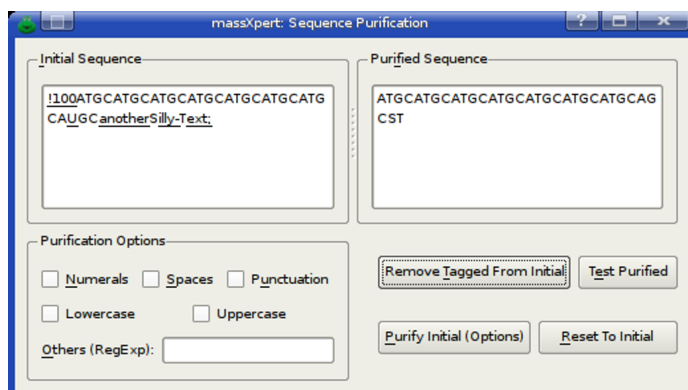 massXpert: Sequence Purification
Initial Sequence
!100ATGCATGCATGCATGCATGCATGCATG
CAUGCanotherSilly-Text;
Purified Sequence
ATGCATGCATGCATGCATGCATGCATGCAG
CST
Purification Options
Numerals Spaces Punctuation
Lowercase Uppercase
Others (RegExp):
Remove Tagged From Initial Test Purified
Purify Initial (Options) Reset To Initial